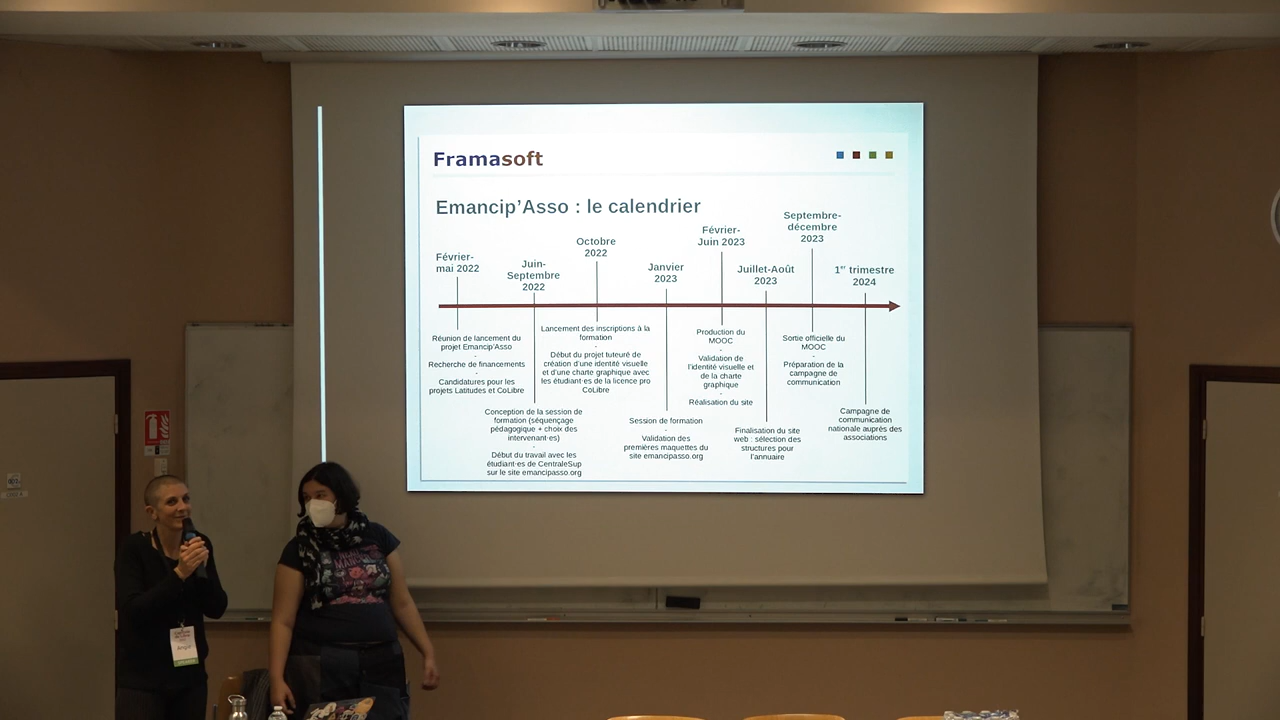 Framasoft
Emancip'Asso : le calendrier
Février-
mai 2022
Juin-
Septembre
2022
Octobre
2022
Janvier
2023
Février-
Juin 2023
Juillet-Août
2023
Septembre-
décembre
2023
1er trimestre
2024
Réunion de lancement du
projet Emancip'Asso
-
Recherche de financements
-
Candidatures pour les
projets Latitudes et CoLibre
Conception de la session de
formation (séquençage
pédagogique + choix des
intervenant·es)
-
Début du travail avec les
étudiant·es de CentraleSup
sur le site emancipasso.org
Lancement des inscriptions à la
formation
-
Début du projet tuteuré de
création d'une identité visuelle
et d'une charte graphique avec
les étudiant·es de la licence pro
CoLibre
Session de formation
-
Validation des
premières maquettes du
site emancipasso.org
Production du
MOOC
-
Validation de
l'identité visuelle et
de la charte
graphique
-
Réalisation du site
Finalisation du site
web : sélection des
structures pour
l'annuaire
Sortie officielle du
MOOC
-
Préparation de la
campagne de
communication
Campagne de
communication
nationale auprès des
associations